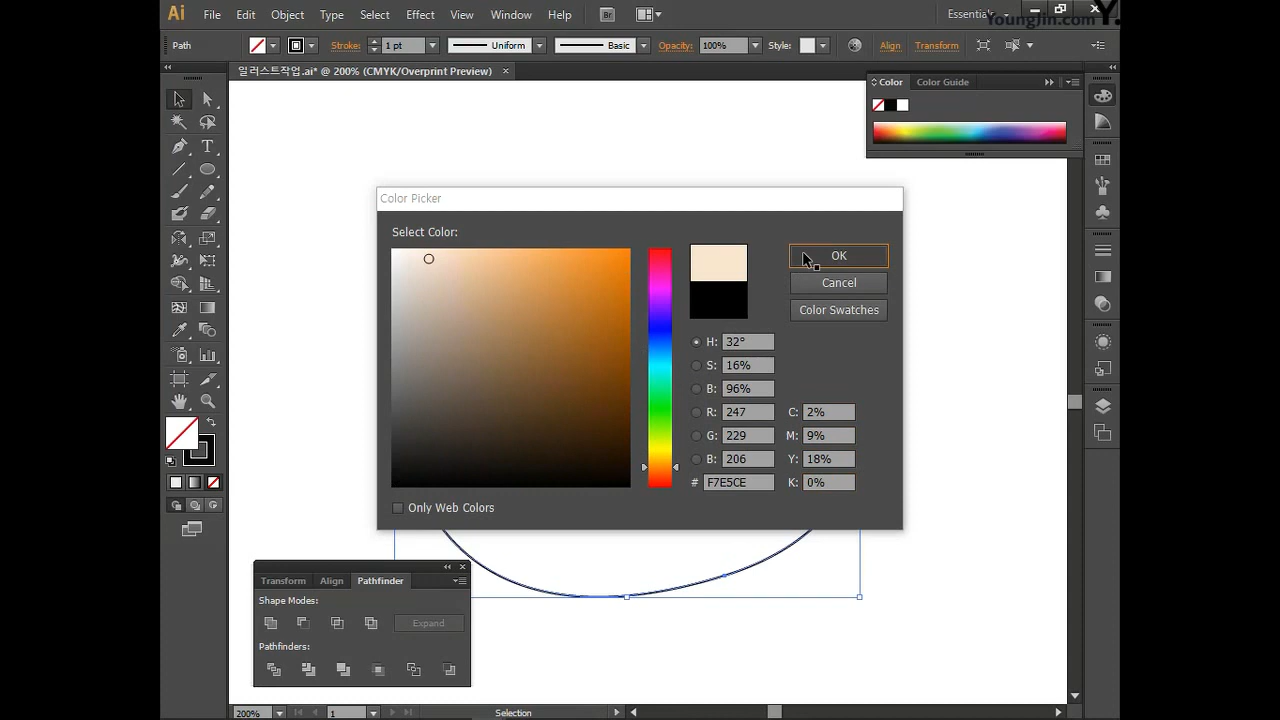 Ai File Edit Object Type Select Effect View Window Help Br Essentials
YoungJin.com Y.
Path Stroke: 1 pt Uniform Basic Opacity: 100% Style: Align Transform
일러스트작업.ai* @ 200% (CMYK/Overprint Preview)
Color Color Guide
Color Picker
Select Color:
OK
Cancel
Color Swatches
H: 32°
S: 16%
B: 96%
R: 247 C: 2%
G: 229 M: 9%
B: 206 Y: 18%
# F7E5CE K: 0%
Only Web Colors
Transform Align Pathfinder
Shape Modes:
Expand
Pathfinders:
200% 1 Selection